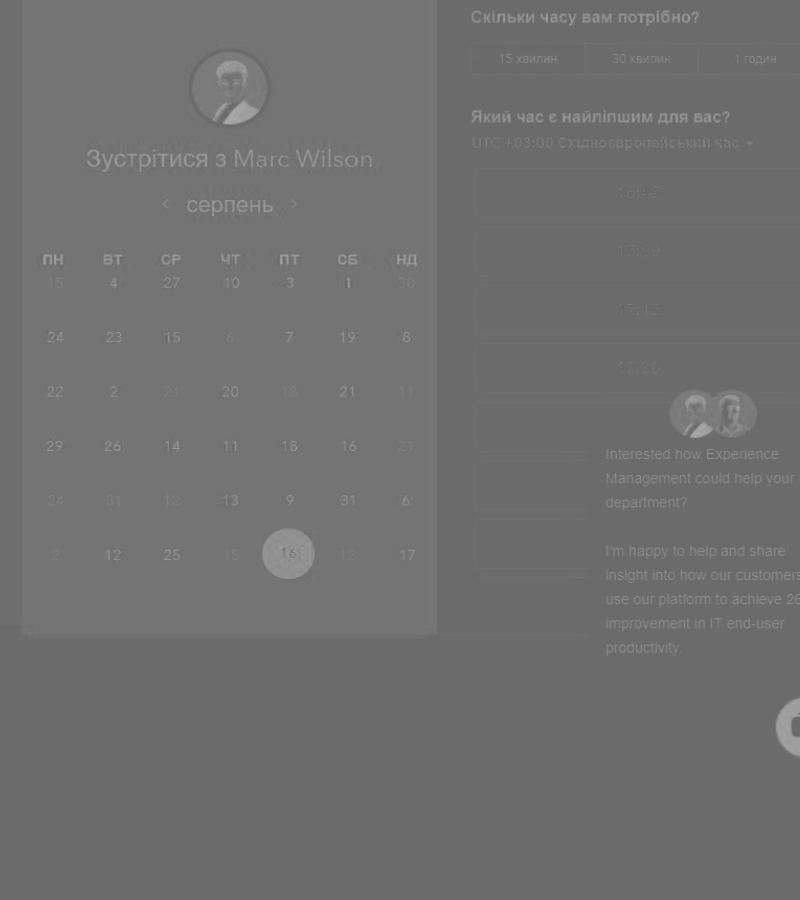 Зустрітися з Marc Wilson
серпень
ПН ВТ СР ЧТ ПТ СБ НД
15 4 27 10 3 1 30
24 23 15 6 7 19 8
22 2 21 20 18 21 11
29 26 14 11 18 16 21
24 31 12 13 9 31 6
2 12 25 15 16 12 17
Скільки часу вам потрібно?
15 хвилин 30 хвилин 1 годин
Який час є найліпшим для вас?
UTC +03:00 Східноєвропейський час
17:15
17:30
Interested how Experience
Management could help your
department?
I'm happy to help and share
insight into how our customers
use our platform to achieve
improvement in IT end-user
productivity.